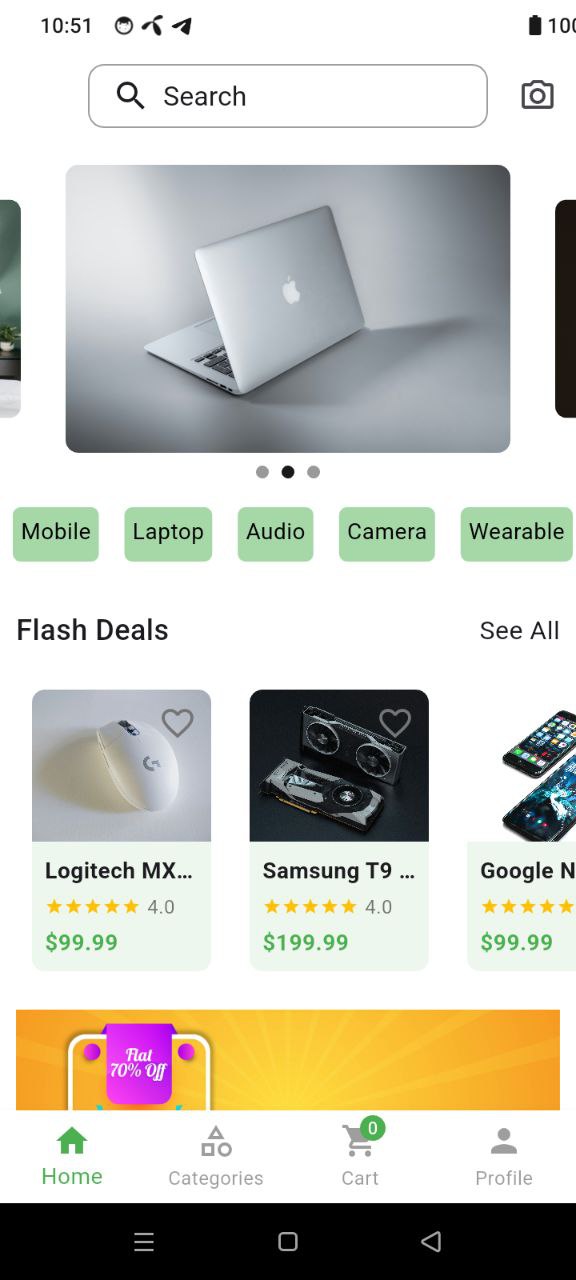 10:51
100
Search
Mobile
Laptop
Audio
Camera
Wearable
Flash Deals
See All
Logitech MX…
4.0
$99.99
Samsung T9 …
4.0
$199.99
Google N
$99.99
Flat
70% Off
0
Home
Categories
Cart
Profile